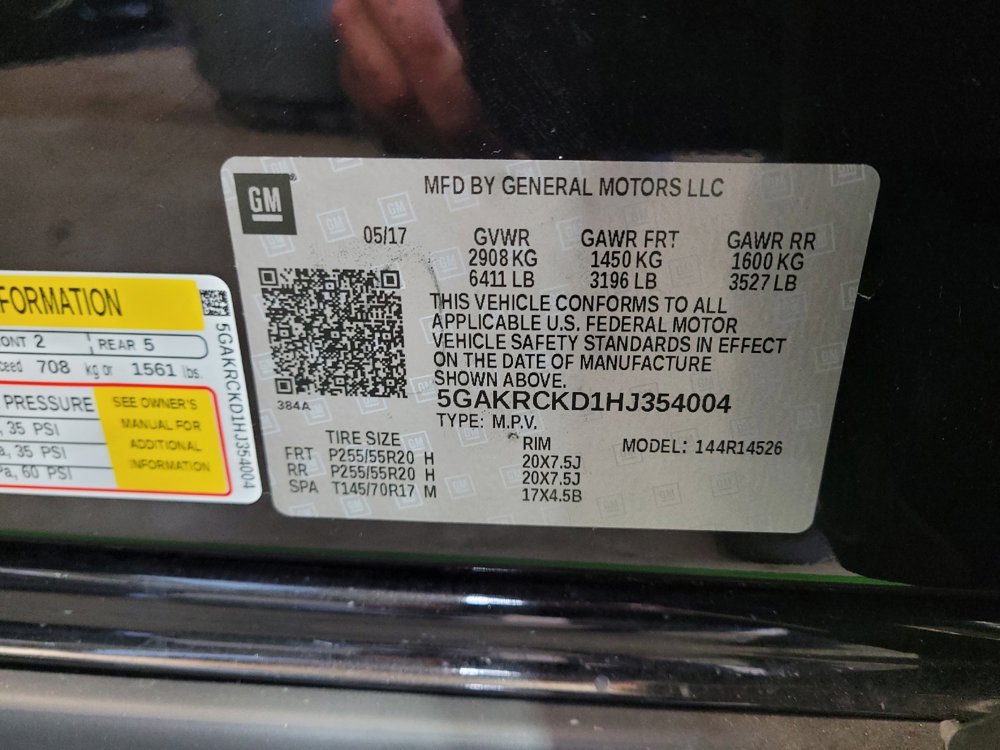 GM
MFD BY GENERAL MOTORS LLC
05/17
GVWR GAWR FRT GAWR RR
2908 KG 1450 KG 1600 KG
6411 LB 3196 LB 3527 LB
THIS VEHICLE CONFORMS TO ALL
APPLICABLE U.S. FEDERAL MOTOR
VEHICLE SAFETY STANDARDS IN EFFECT
ON THE DATE OF MANUFACTURE
SHOWN ABOVE.
384A
5GAKRCKD1HJ354004
TYPE: M.P.V.
TIRE SIZE RIM MODEL: 144R14526
FRT P255/55R20 H 20X7.5J
RR P255/55R20 H 20X7.5J
SPA T145/70R17 M 17X4.5B
FORMATION
ONT 2 REAR 5
ceed 708 kg or 1561 lbs.
PRESSURE SEE OWNER'S
, 35 PSI MANUAL FOR
a, 35 PSI ADDITIONAL
Pa, 60 PSI INFORMATION
5GAKRCKD1HJ354004